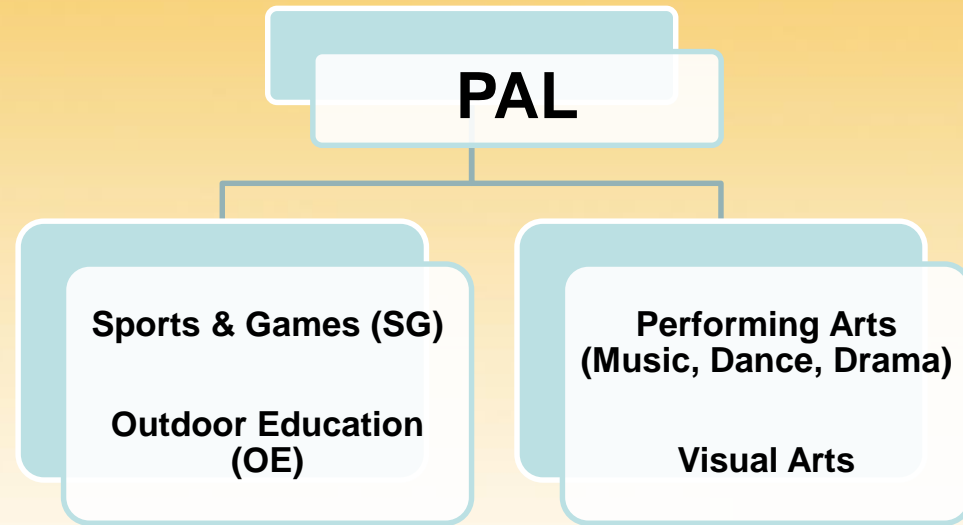 PAL
Sports & Games (SG)
Outdoor Education
(OE)
Performing Arts
(Music, Dance, Drama)
Visual Arts